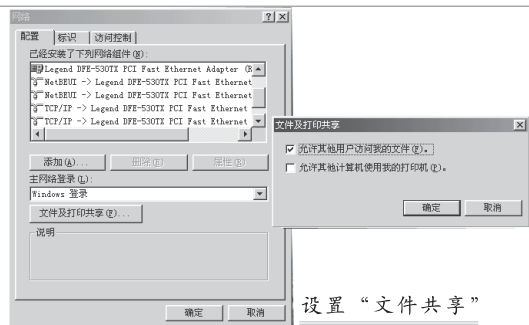 网络
配置 标识 访问控制
已经安装了下列网络组件(N):
Legend DFE-530TX PCI Fast Ethernet Adapter (R
NetBEUI -> Legend DFE-530TX PCI Fast Ethernet
NetBEUI -> Legend DFE-530TX PCI Fast Ethernet
TCP/IP -> Legend DFE-530TX PCI Fast Ethernet
TCP/IP -> Legend DFE-530TX PCI Fast Ethernet
添加(A)... 删除(E) 属性(R)
主网络登录(L):
Windows 登录
文件及打印共享(F)...
说明
确定 取消
文件及打印共享
允许其他用户访问我的文件(F)。
允许其他计算机使用我的打印机(P)。
确定 取消
设置“文件共享”